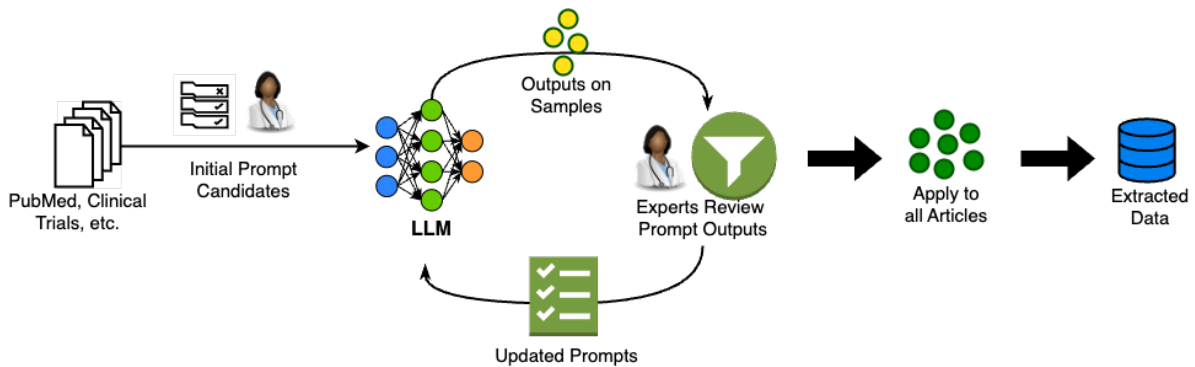 Outputs on
Samples
Initial Prompt
Candidates
PubMed, Clinical
Trials, etc.
LLM
Experts Review
Prompt Outputs
Apply to
all Articles
Extracted
Data
Updated Prompts